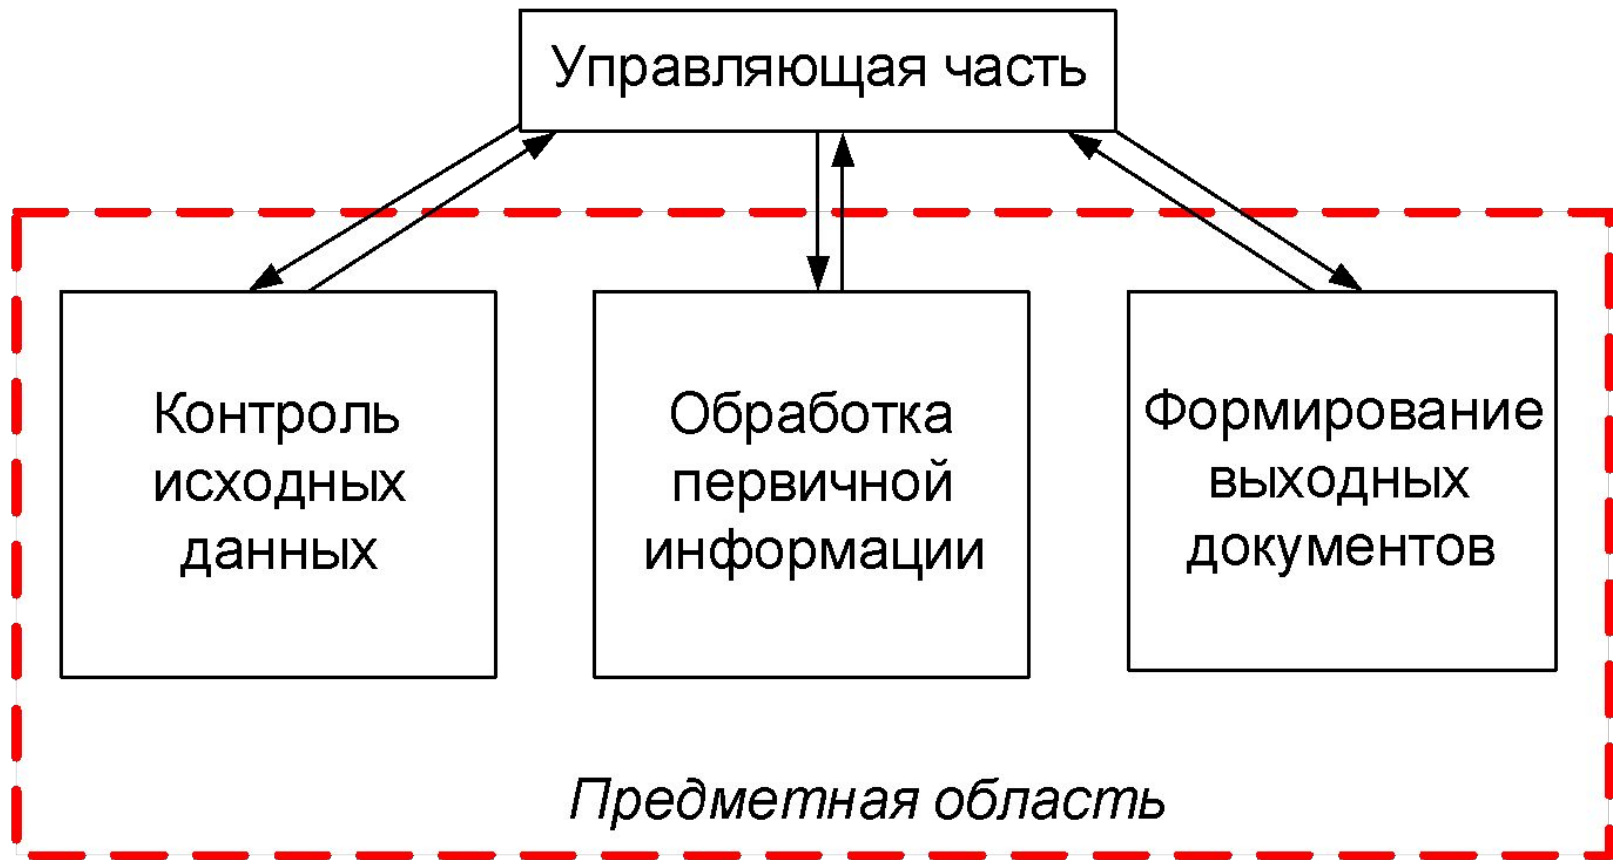 Управляющая часть
Контроль
исходных
данных
Обработка
первичной
информации
Формирование
выходных
документов
Предметная область